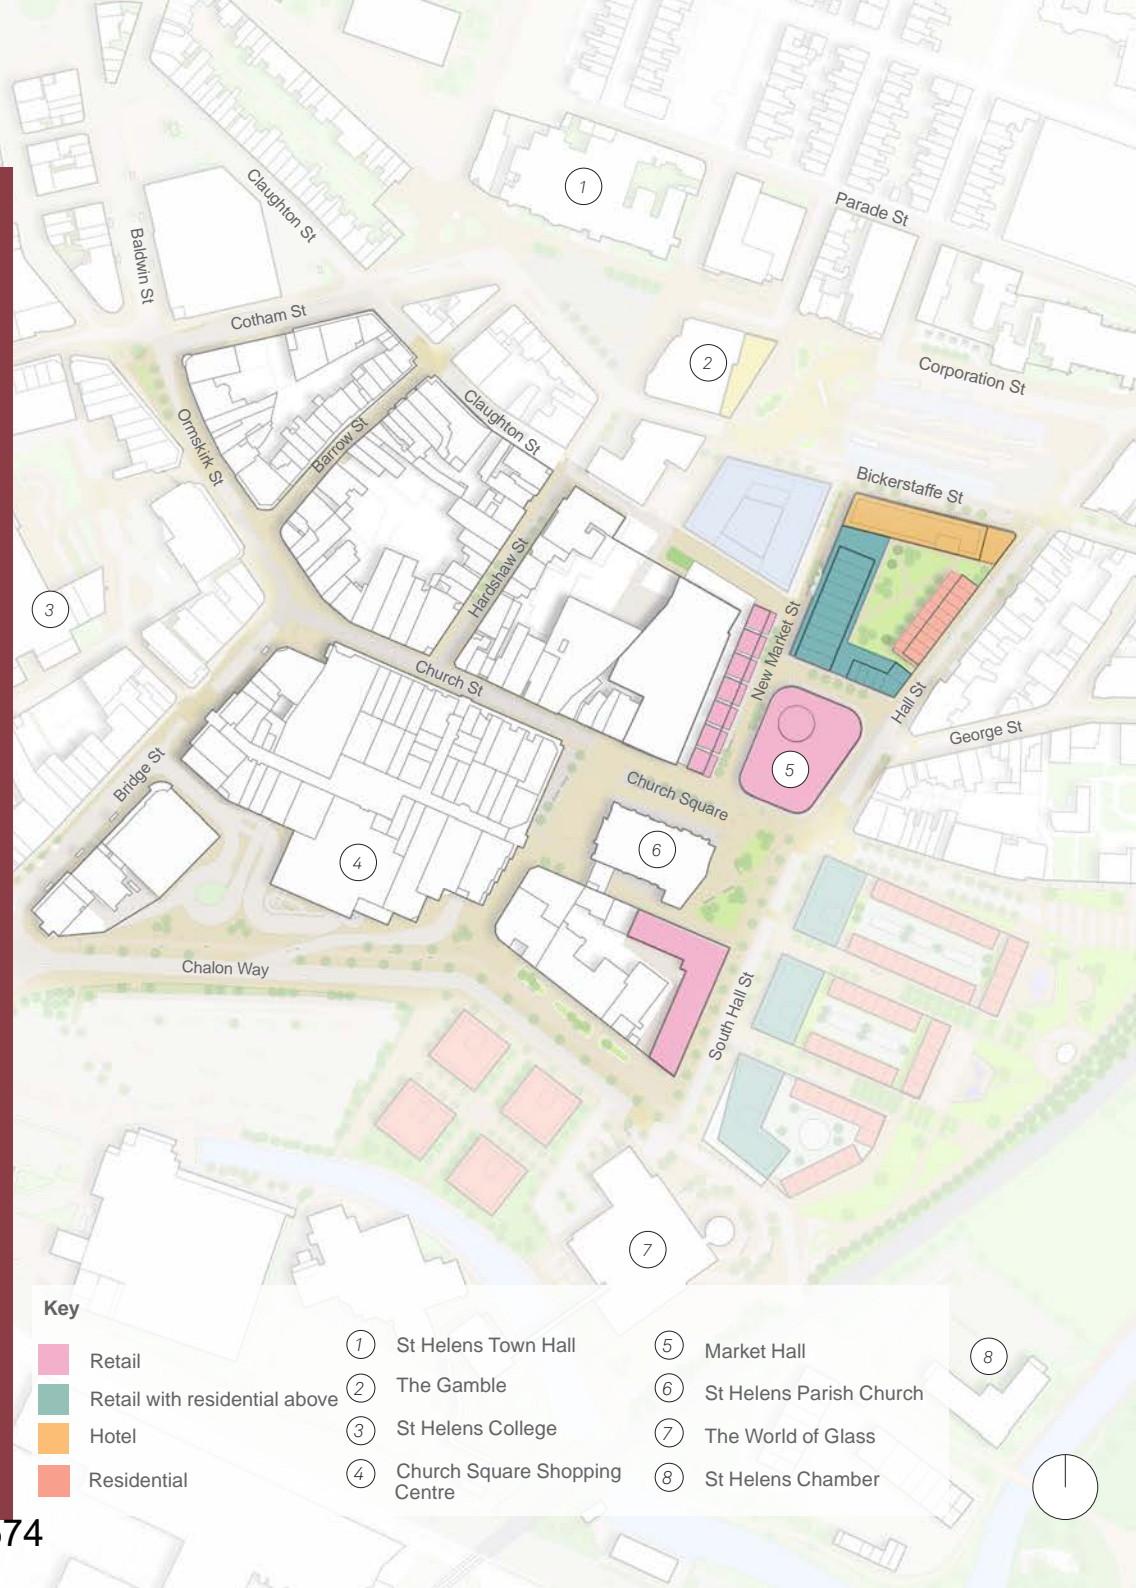 1
Parade St
Claughton St
Baldwin St
Cotham St
2
Corporation St
Claughton St
Ormskirk St
Barrow St
Bickerstaffe St
Hardshaw St
3
New Market St
Church St
Hall St
George St
Bridge St
5
Church Square
6
4
Chalon Way
South Hall St
7
Key
Retail
Retail with residential above
Hotel
Residential
1 St Helens Town Hall
2 The Gamble
3 St Helens College
4 Church Square Shopping
Centre
5 Market Hall
6 St Helens Parish Church
7 The World of Glass
8 St Helens Chamber
8
74